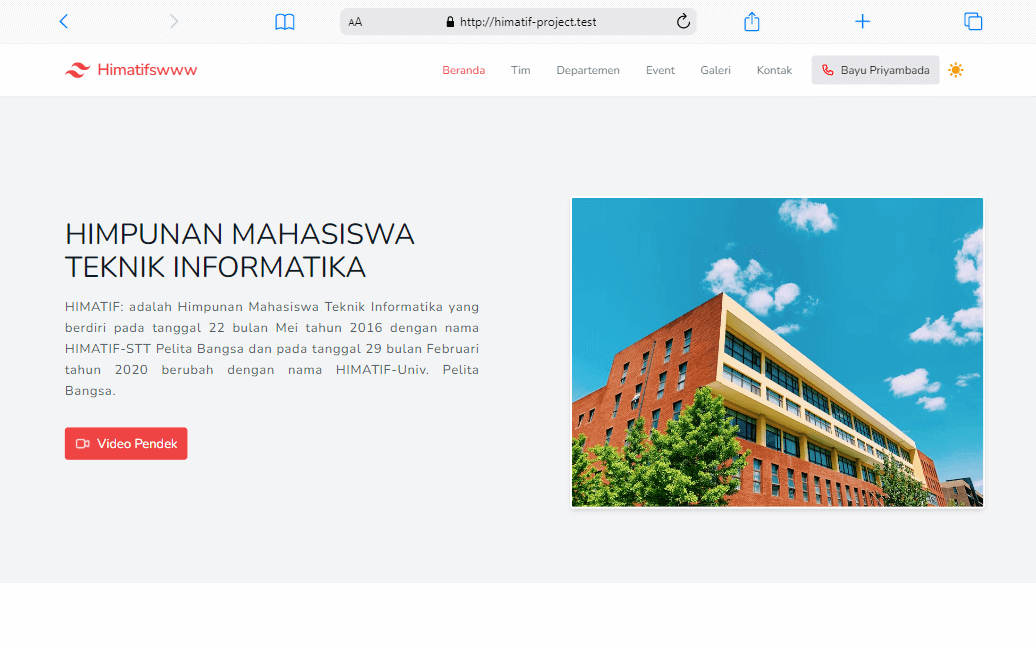 AA http://himatif-project.test
Himatifswww Beranda Tim Departemen Event Galeri Kontak Bayu Priyambada
HIMPUNAN MAHASISWA
TEKNIK INFORMATIKA
HIMATIF: adalah Himpunan Mahasiswa Teknik Informatika yang
berdiri pada tanggal 22 bulan Mei tahun 2016 dengan nama
HIMATIF-STT Pelita Bangsa dan pada tanggal 29 bulan Februari
tahun 2020 berubah dengan nama HIMATIF-Univ. Pelita
Bangsa.
Video Pendek